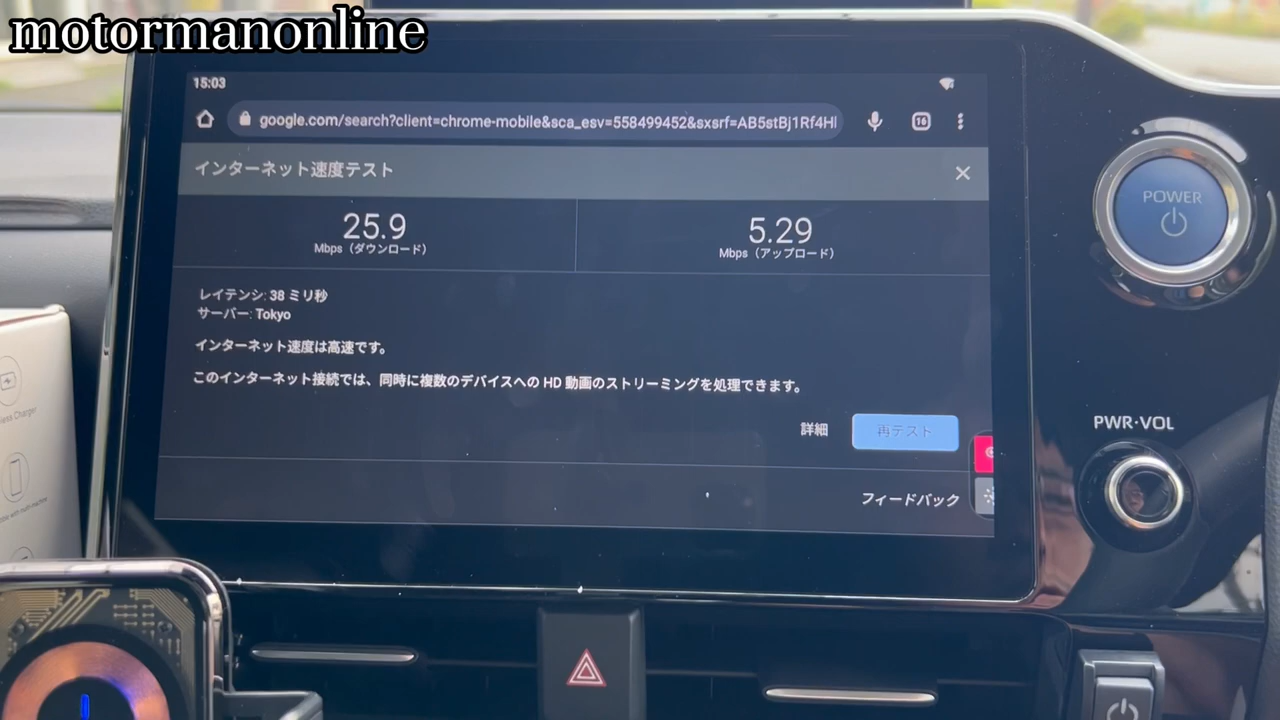 motormanonline
15:03
google.com/search?client=chrome-mobile&sca_esv=558499452&sxsrf=AB5stBj1Rf4H
16
インターネット速度テスト
25.9
Mbps（ダウンロード）
5.29
Mbps（アップロード）
レイテンシ: 38 ミリ秒
サーバー: Tokyo
インターネット速度は高速です。
このインターネット接続では、同時に複数のデバイスへの HD 動画のストリーミングを処理できます。
詳細
再テスト
フィードバック
POWER
PWR·VOL
Charger